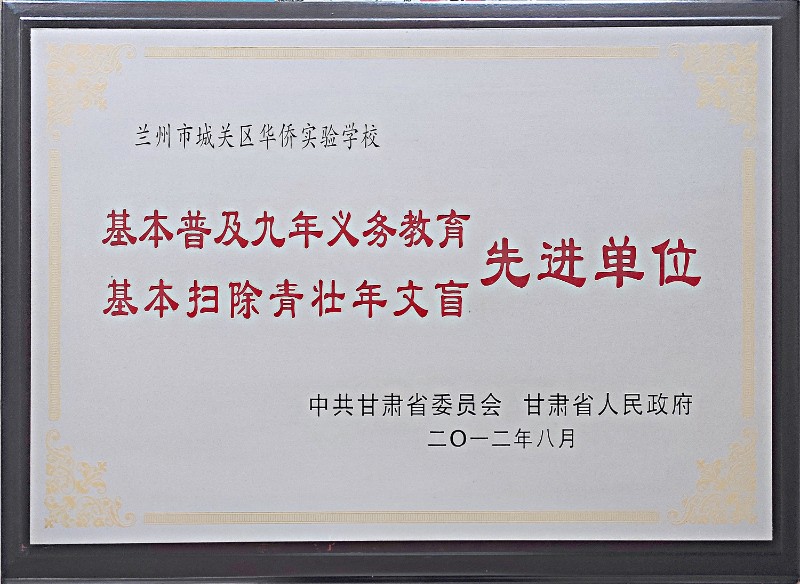 兰州市城关区华侨实验学校
基本普及九年义务教育
基本扫除青壮年文盲
先进单位
中共甘肃省委员会 甘肃省人民政府
二〇一二年八月